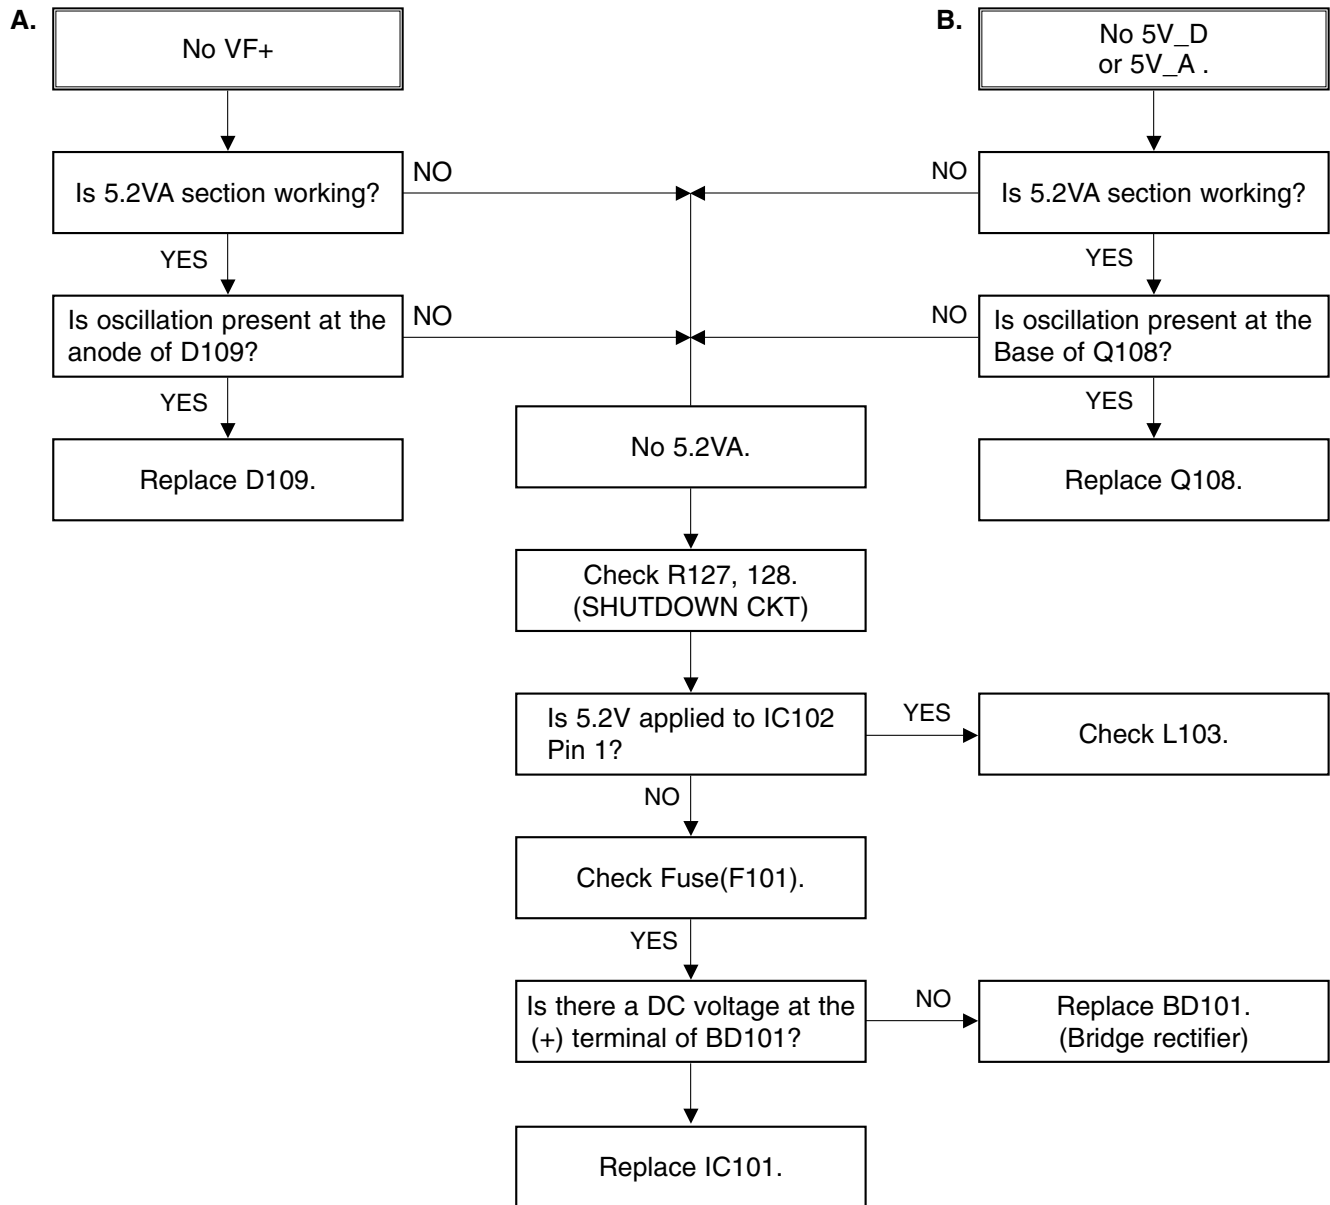 A.
No VF+
Is 5.2VA section working?
NO
YES
Is oscillation present at the
anode of D109?
NO
YES
Replace D109.
B.
No 5V_D
or 5V_A .
NO
Is 5.2VA section working?
YES
NO
Is oscillation present at the
Base of Q108?
YES
Replace Q108.
No 5.2VA.
Check R127, 128.
(SHUTDOWN CKT)
Is 5.2V applied to IC102
Pin 1?
YES
Check L103.
NO
Check Fuse(F101).
YES
Is there a DC voltage at the
(+) terminal of BD101?
NO
Replace BD101.
(Bridge rectifier)
Replace IC101.